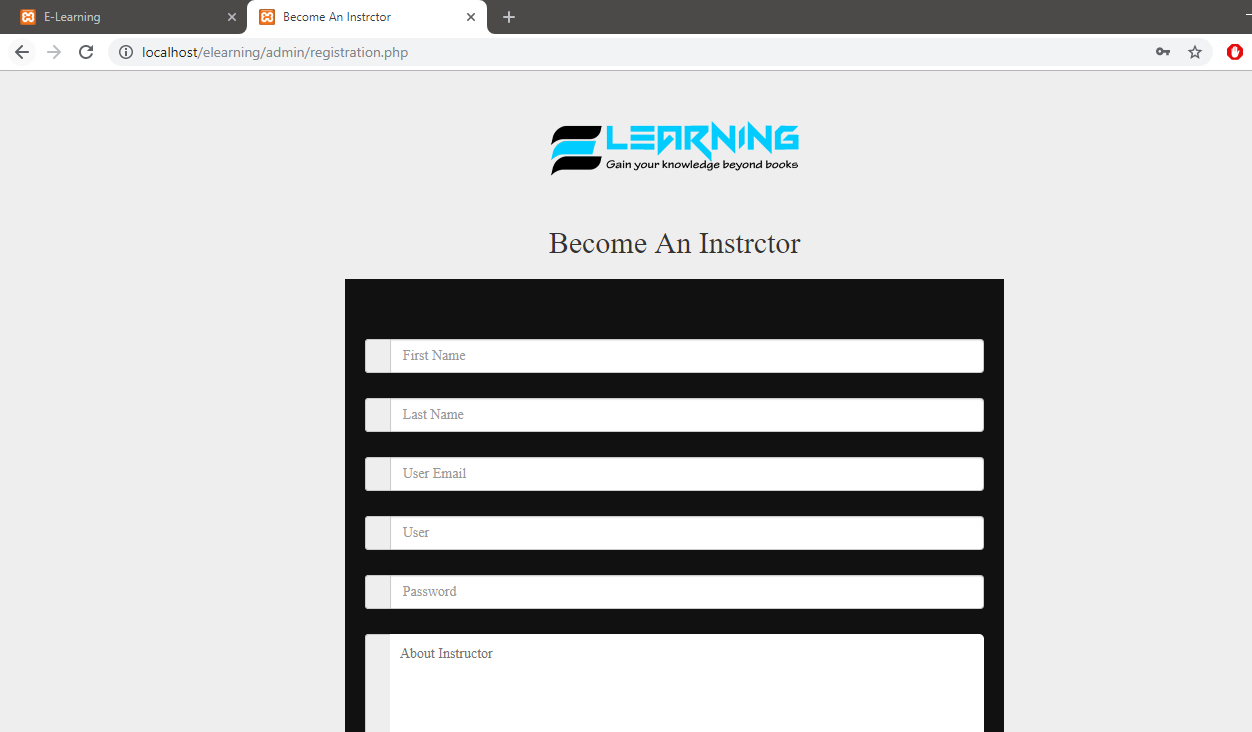 E-Learning
Become An Instrctor
localhost/elearning/admin/registration.php
LEARNING
Gain your knowledge beyond books
Become An Instrctor
First Name
Last Name
User Email
User
Password
About Instructor